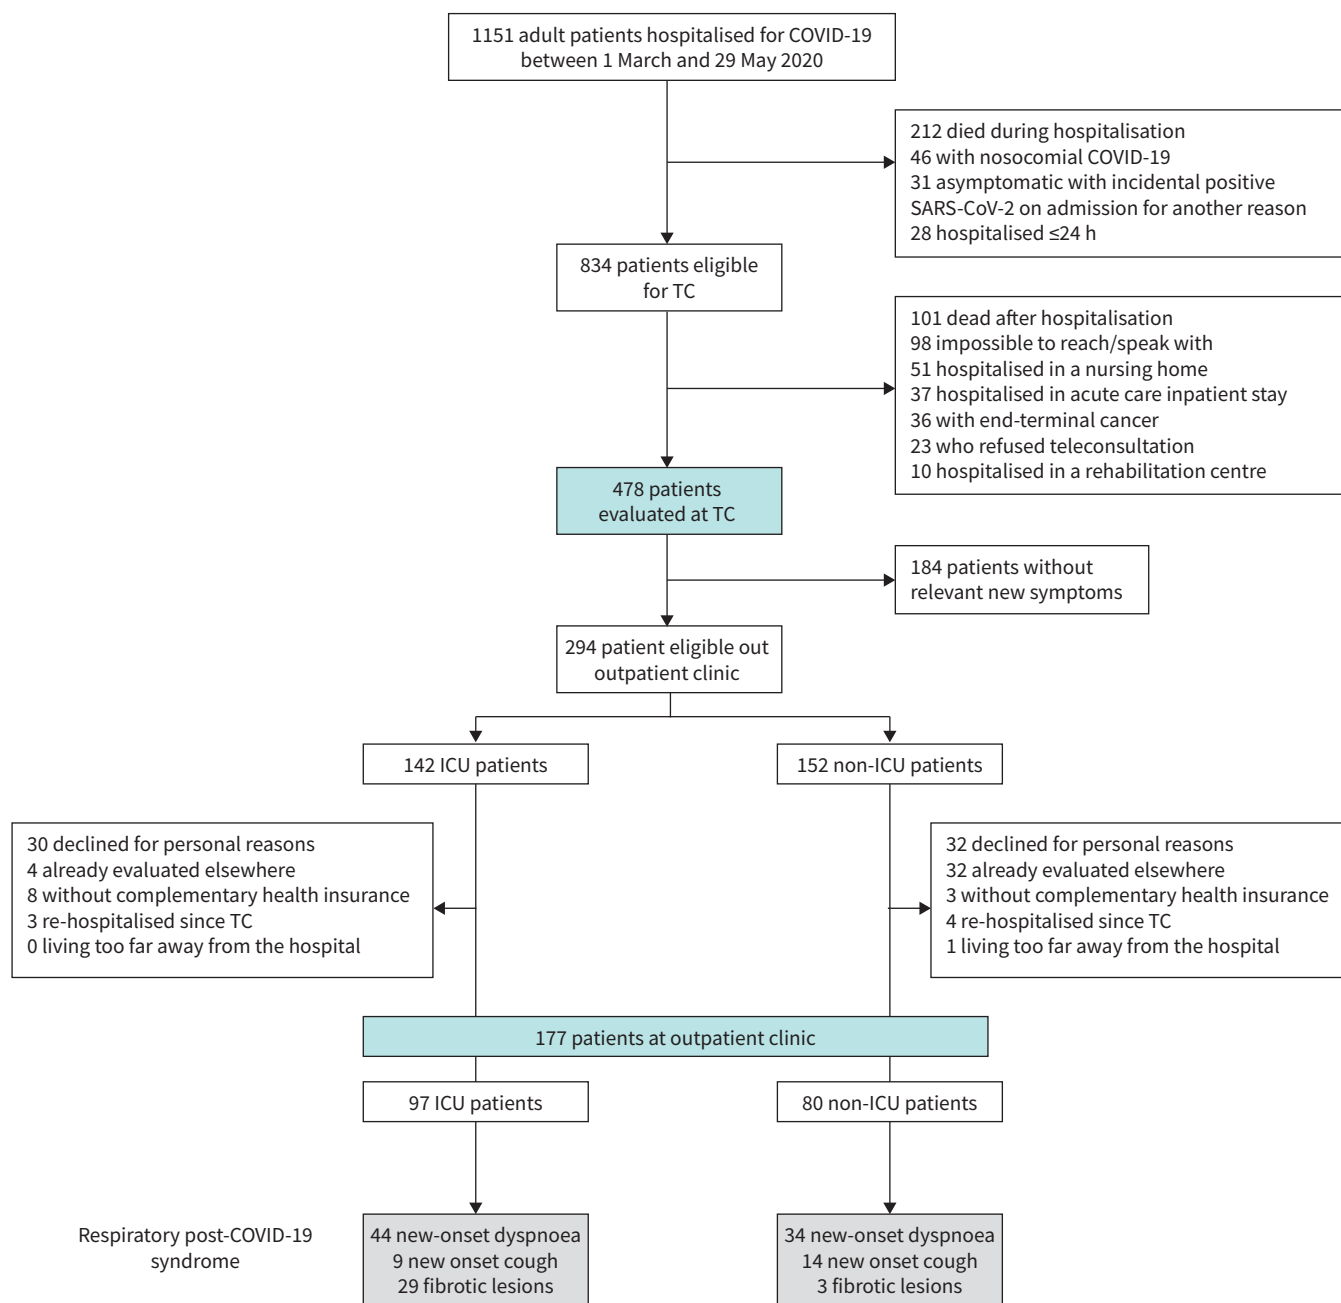 1151 adult patients hospitalised for COVID-19
between 1 March and 29 May 2020
212 died during hospitalisation
46 with nosocomial COVID-19
31 asymptomatic with incidental positive
SARS-CoV-2 on admission for another reason
28 hospitalised ≤24 h
834 patients eligible
for TC
101 dead after hospitalisation
98 impossible to reach/speak with
51 hospitalised in a nursing home
37 hospitalised in acute care inpatient stay
36 with end-terminal cancer
23 who refused teleconsultation
10 hospitalised in a rehabilitation centre
478 patients
evaluated at TC
184 patients without
relevant new symptoms
294 patient eligible out
outpatient clinic
142 ICU patients
152 non-ICU patients
30 declined for personal reasons
4 already evaluated elsewhere
8 without complementary health insurance
3 re-hospitalised since TC
0 living too far away from the hospital
32 declined for personal reasons
32 already evaluated elsewhere
3 without complementary health insurance
4 re-hospitalised since TC
1 living too far away from the hospital
177 patients at outpatient clinic
97 ICU patients
80 non-ICU patients
Respiratory post-COVID-19
syndrome
44 new-onset dyspnoea
9 new onset cough
29 fibrotic lesions
34 new-onset dyspnoea
14 new onset cough
3 fibrotic lesions